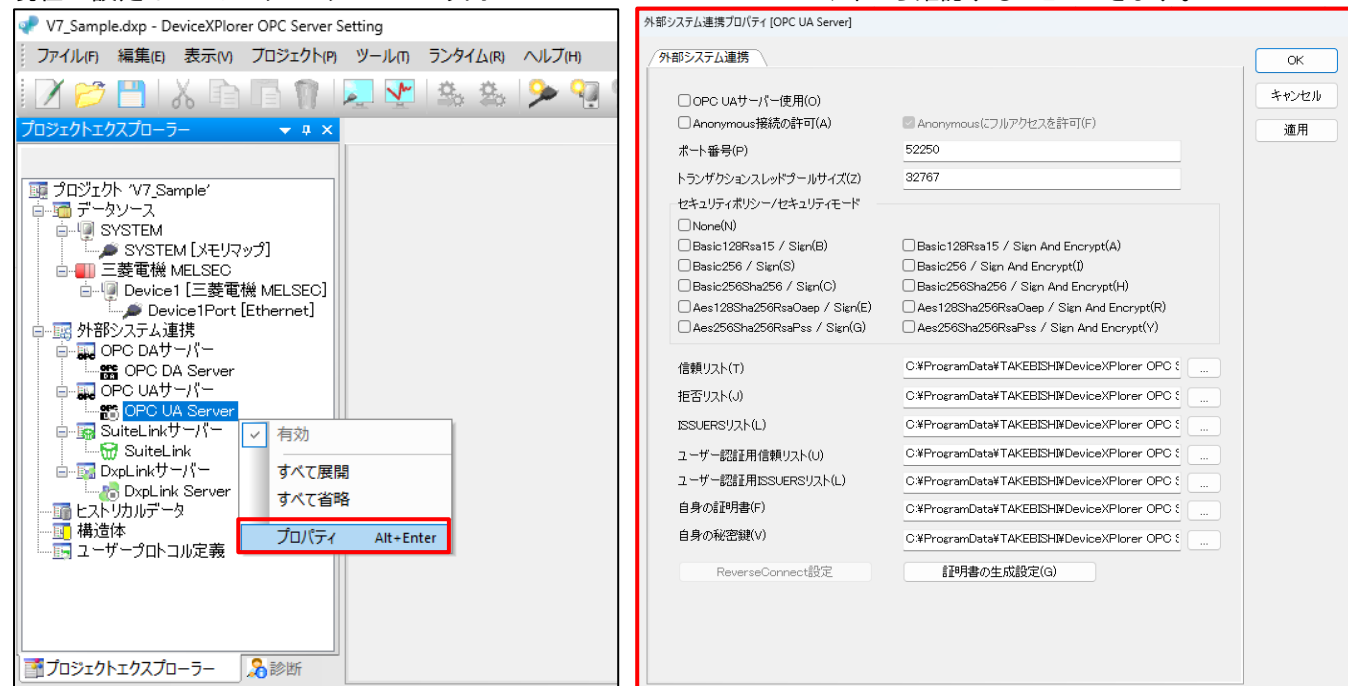 V7_Sample.dxp - DeviceXPlorer OPC Server Setting
ファイル(F) 編集(E) 表示(V) プロジェクト(P) ツール(T) ランタイム(R) ヘルプ(H)
プロジェクトエクスプローラー
プロジェクト 'V7_Sample'
データソース
SYSTEM
SYSTEM [メモリマップ]
三菱電機 MELSEC
Device1 [三菱電機 MELSEC]
Device1Port [Ethernet]
外部システム連携
OPC DAサーバー
OPC DA Server
OPC UAサーバー
OPC UA Server
SuiteLinkサーバー
SuiteLink
DxpLinkサーバー
DxpLink Server
ヒストリカルデータ
構造体
ユーザープロトコル定義
有効
すべて展開
すべて省略
プロパティ Alt+Enter
プロジェクトエクスプローラー 診断
外部システム連携プロパティ [OPC UA Server]
外部システム連携
OK
キャンセル
適用
OPC UAサーバー使用(O)
Anonymous接続の許可(A) Anonymousにフルアクセスを許可(F)
ポート番号(P) 52250
トランザクションスレッドプールサイズ(Z) 32767
セキュリティポリシー/セキュリティモード
None(N)
Basic128Rsa15 / Sign(B) Basic128Rsa15 / Sign And Encrypt(A)
Basic256 / Sign(S) Basic256 / Sign And Encrypt(I)
Basic256Sha256 / Sign(C) Basic256Sha256 / Sign And Encrypt(H)
Aes128Sha256RsaOaep / Sign(E) Aes128Sha256RsaOaep / Sign And Encrypt(R)
Aes256Sha256RsaPss / Sign(G) Aes256Sha256RsaPss / Sign And Encrypt(Y)
信頼リスト(T) C:¥ProgramData¥TAKEBISHI¥DeviceXPlorer OPC S ...
拒否リスト(J) C:¥ProgramData¥TAKEBISHI¥DeviceXPlorer OPC S ...
ISSUERSリスト(L) C:¥ProgramData¥TAKEBISHI¥DeviceXPlorer OPC S ...
ユーザー認証用信頼リスト(U) C:¥ProgramData¥TAKEBISHI¥DeviceXPlorer OPC S ...
ユーザー認証用ISSUERSリスト(L) C:¥ProgramData¥TAKEBISHI¥DeviceXPlorer OPC S ...
自身の証明書(F) C:¥ProgramData¥TAKEBISHI¥DeviceXPlorer OPC S ...
自身の秘密鍵(V) C:¥ProgramData¥TAKEBISHI¥DeviceXPlorer OPC S ...
ReverseConnect設定 証明書の生成設定(G)